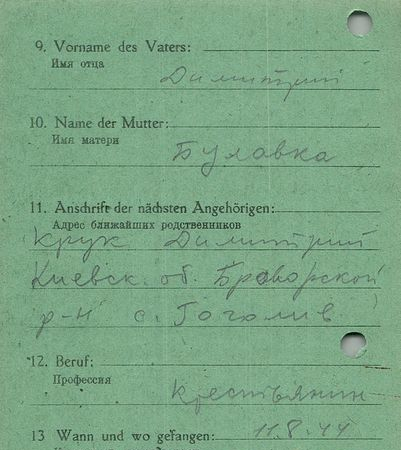 9. Vorname des Vaters:
Имя отца
Димитрий
10. Name der Mutter:
Имя матери
Булавка
11. Anschrift der nächsten Angehörigen:
Адрес ближайших родственников
Крук Димитрий
Киевск. об. Броворской
р-н с. Гоголив
12. Beruf:
Профессия
Крестьянин
13 Wann und wo gefangen: 11.8.44